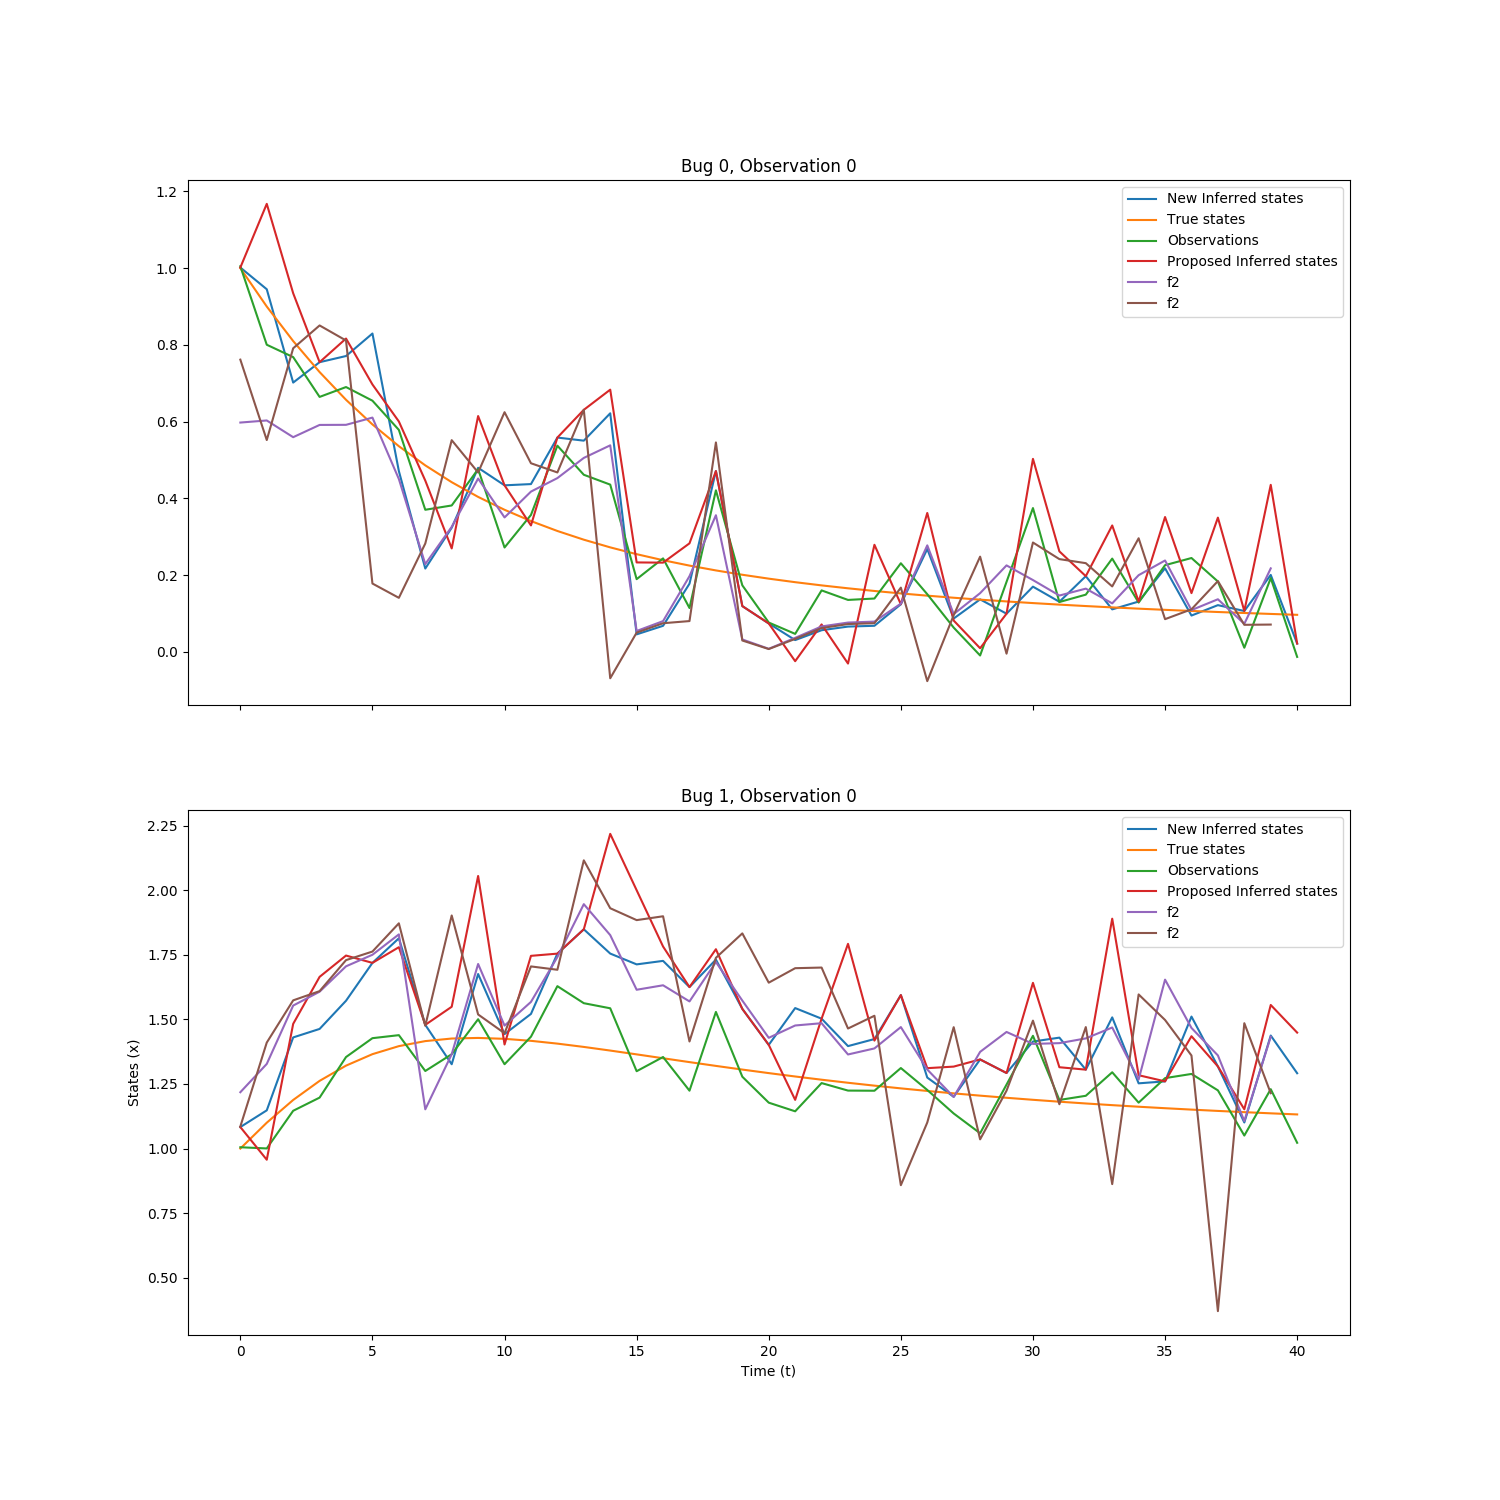 Bug 0, Observation 0
1.2
1.0
0.8
0.6
0.4
0.2
0.0
New Inferred states
True states
Observations
Proposed Inferred states
f2
f2
Bug 1, Observation 0
2.25
2.00
1.75
1.50
1.25
1.00
0.75
0.50
States (x)
New Inferred states
True states
Observations
Proposed Inferred states
f2
f2
0 5 10 15 20 25 30 35 40
Time (t)